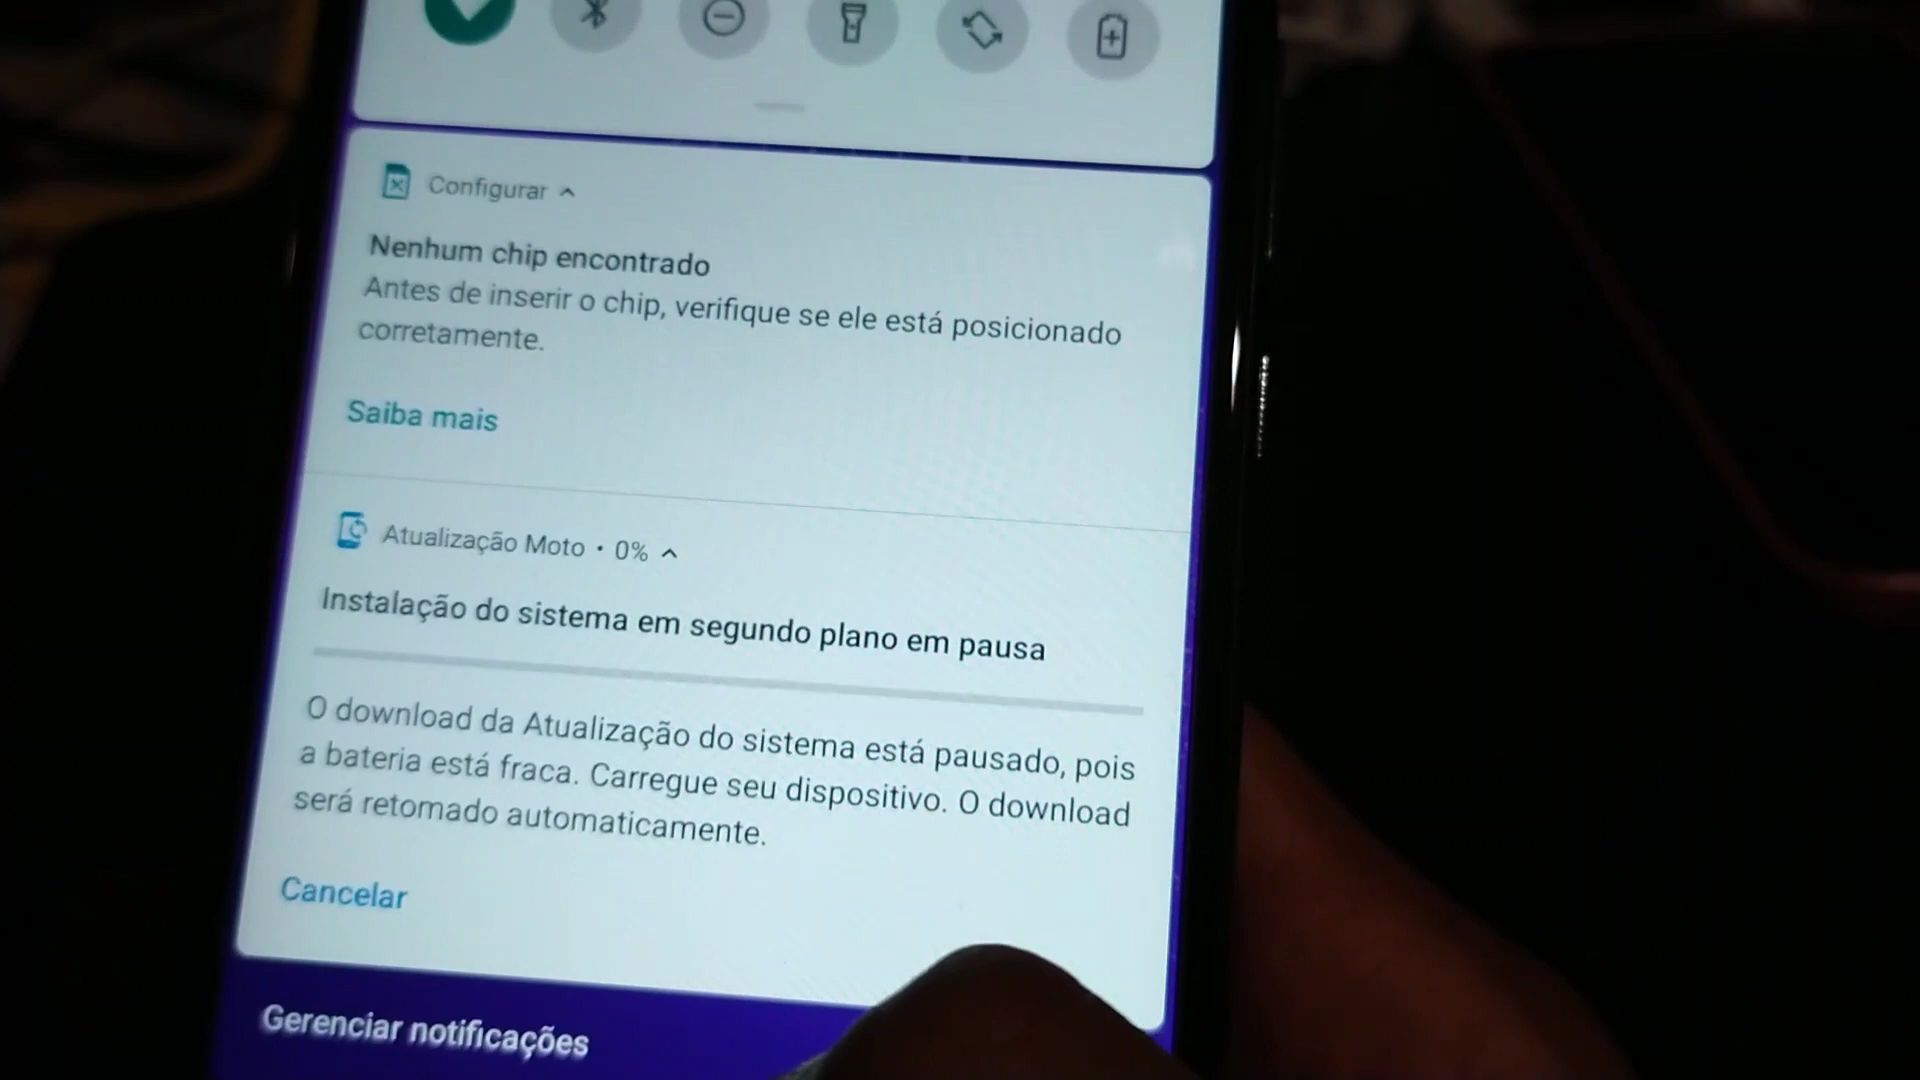 Configurar
Nenhum chip encontrado
Antes de inserir o chip, verifique se ele está posicionado
corretamente.
Saiba mais
Atualização Moto • 0%
Instalação do sistema em segundo plano em pausa
O download da Atualização do sistema está pausado, pois
a bateria está fraca. Carregue seu dispositivo. O download
será retomado automaticamente.
Cancelar
Gerenciar notificações